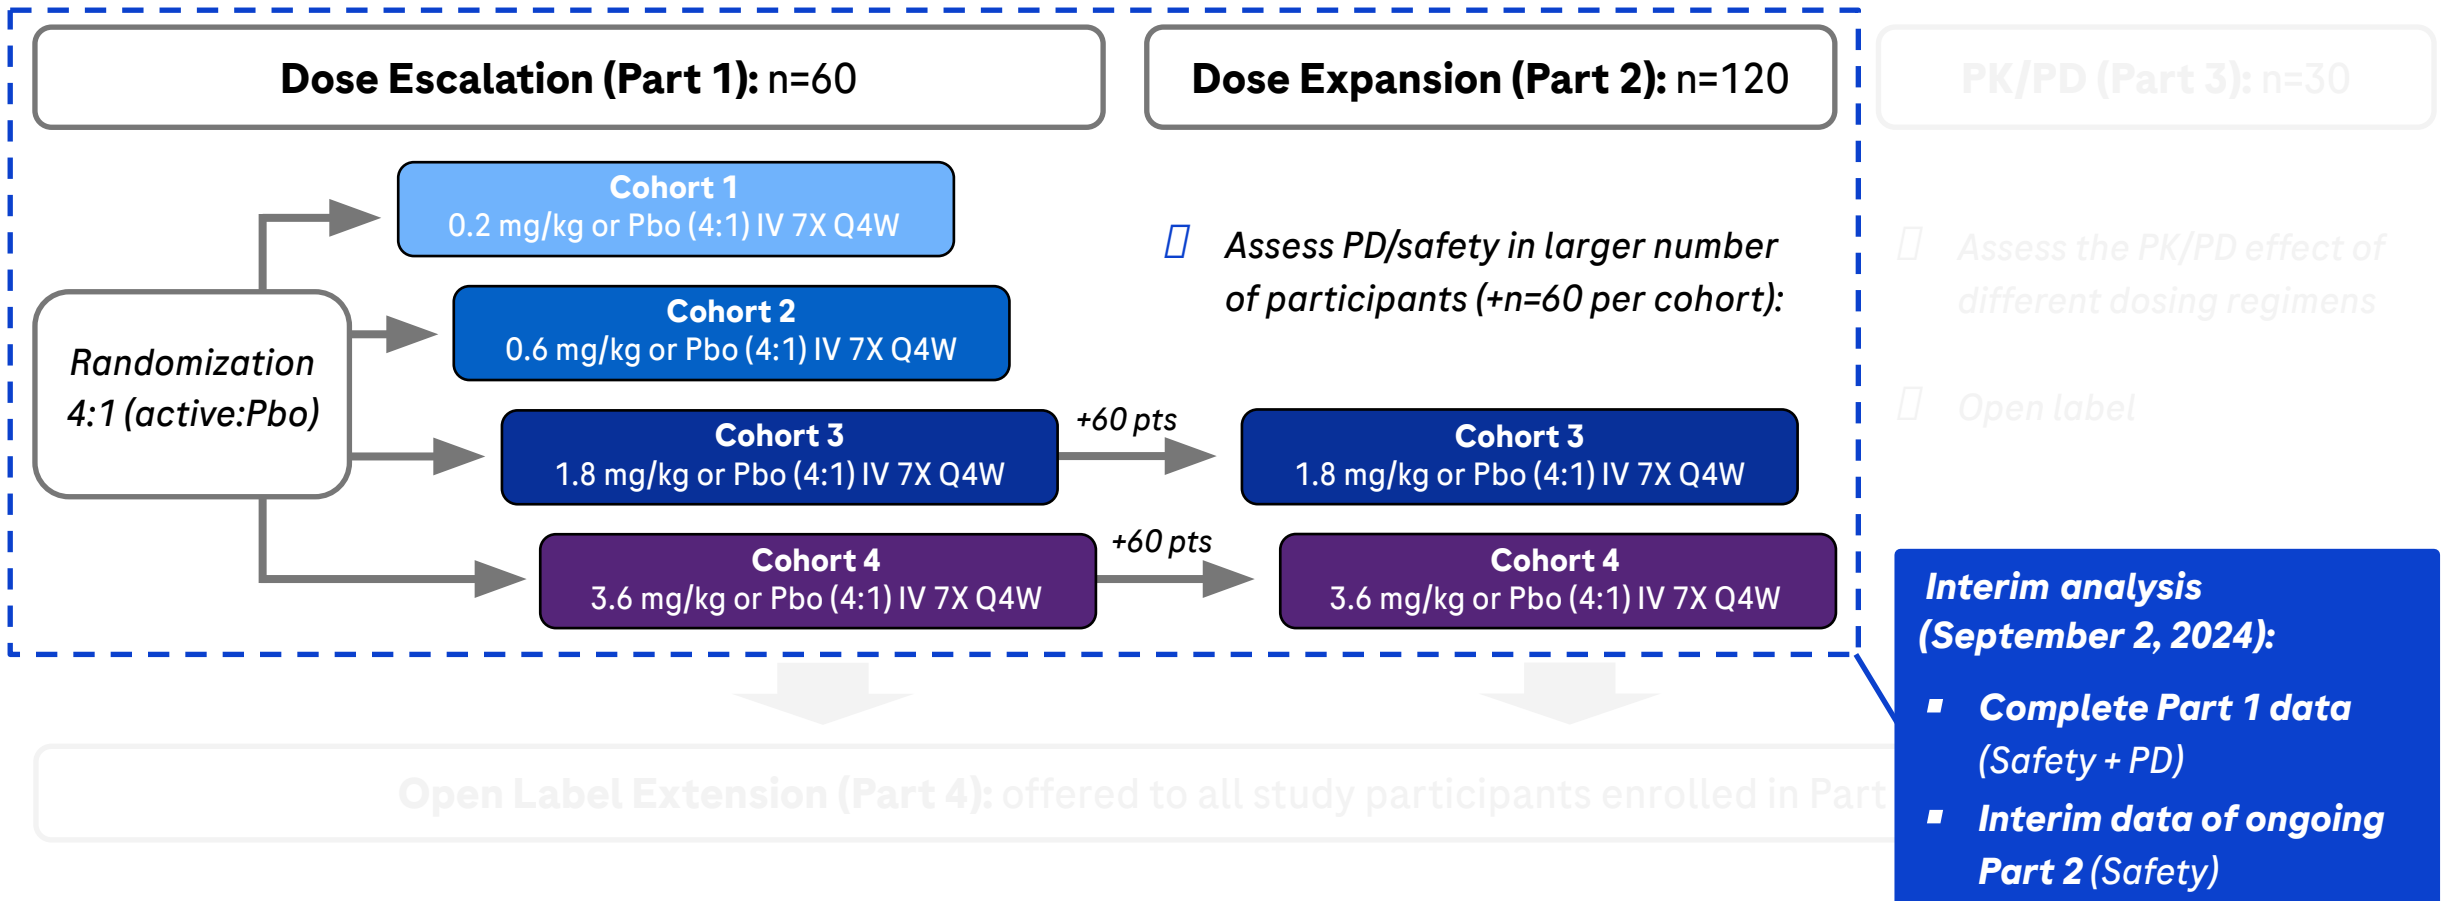 Dose Escalation (Part 1): n=60
Dose Expansion (Part 2): n=120
PK/PD (Part 3): n=30
Cohort 1
0.2 mg/kg or Pbo (4:1) IV 7X Q4W
Cohort 2
0.6 mg/kg or Pbo (4:1) IV 7X Q4W
Randomization
4:1 (active:Pbo)
Cohort 3
1.8 mg/kg or Pbo (4:1) IV 7X Q4W
Cohort 4
3.6 mg/kg or Pbo (4:1) IV 7X Q4W
Assess PD/safety in larger number
of participants (+n=60 per cohort):
+60 pts
Cohort 3
1.8 mg/kg or Pbo (4:1) IV 7X Q4W
+60 pts
Cohort 4
3.6 mg/kg or Pbo (4:1) IV 7X Q4W
Assess the PK/PD effect of
different dosing regimens
Open label
Interim analysis
(September 2, 2024):
▪ Complete Part 1 data
(Safety + PD)
▪ Interim data of ongoing
Part 2 (Safety)
Open Label Extension (Part 4): offered to all study participants enrolled in Part